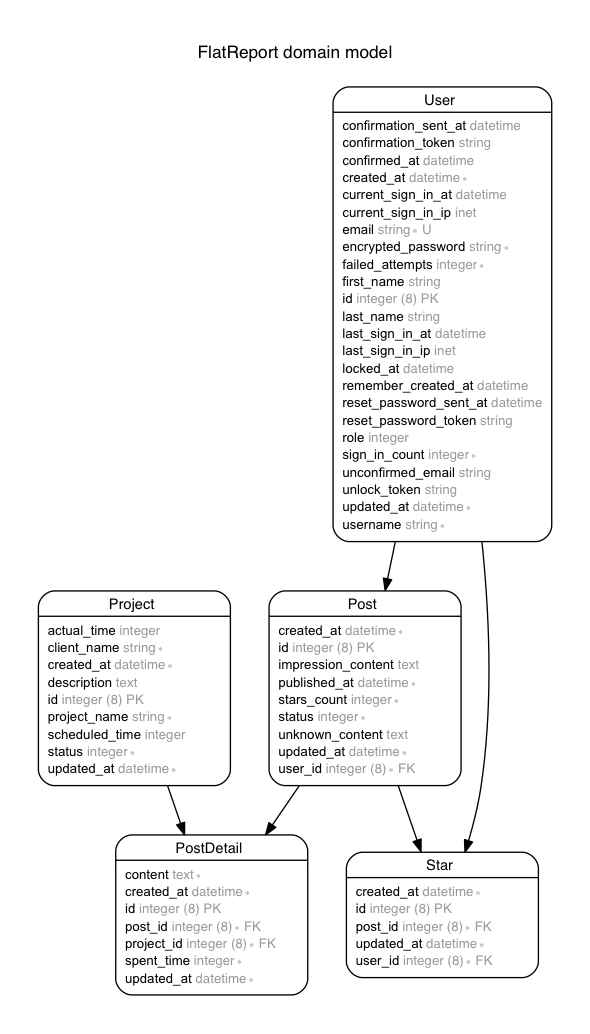 FlatReport domain model
User
confirmation_sent_at datetime
confirmation_token string
confirmed_at datetime
created_at datetime ∗
current_sign_in_at datetime
current_sign_in_ip inet
email string ∗ U
encrypted_password string ∗
failed_attempts integer ∗
first_name string
id integer (8) PK
last_name string
last_sign_in_at datetime
last_sign_in_ip inet
locked_at datetime
remember_created_at datetime
reset_password_sent_at datetime
reset_password_token string
role integer
sign_in_count integer ∗
unconfirmed_email string
unlock_token string
updated_at datetime ∗
username string ∗
Project
actual_time integer
client_name string ∗
created_at datetime ∗
description text
id integer (8) PK
project_name string ∗
scheduled_time integer
status integer ∗
updated_at datetime ∗
Post
created_at datetime ∗
id integer (8) PK
impression_content text
published_at datetime ∗
stars_count integer ∗
status integer ∗
unknown_content text
updated_at datetime ∗
user_id integer (8) ∗ FK
PostDetail
content text ∗
created_at datetime ∗
id integer (8) PK
post_id integer (8) ∗ FK
project_id integer (8) ∗ FK
spent_time integer ∗
updated_at datetime ∗
Star
created_at datetime ∗
id integer (8) PK
post_id integer (8) ∗ FK
updated_at datetime ∗
user_id integer (8) ∗ FK